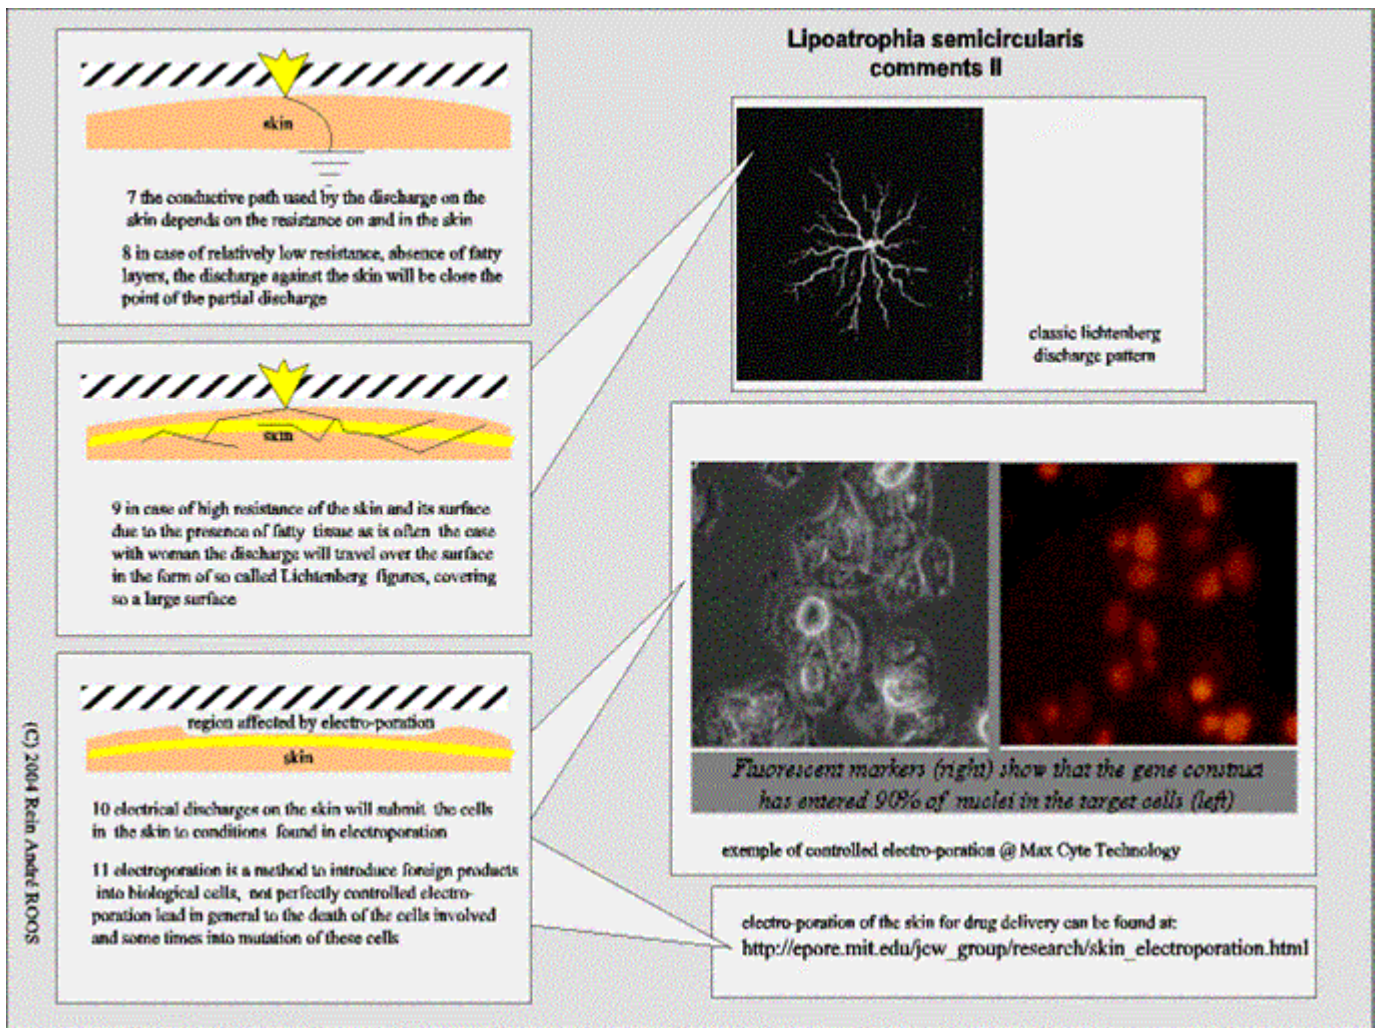 Lipoatrophia semicircularis
comments II
skin
7 the conductive path used by the discharge on the
skin depends on the resistance on and in the skin
8 in case of relatively low resistance, absence of fatty
layers, the discharge against the skin will be close the
point of the partial discharge
skin
9 in case of high resistance of the skin and its surface
due to the presence of fatty tissue as is often the case
with woman the discharge will travel over the surface
in the form of so called Lichtenberg figures, covering
so a large surface
region affected by electro-poration
skin
10 electrical discharges on the skin will submit the cells
in the skin to conditions found in electroporation
11 electroporation is a method to introduce foreign products
into biological cells, not perfectly controlled electro-
poration lead in general to the death of the cells involved
and some times into mutation of these cells
classic lichtenberg
discharge pattern
Fluorescent markers (right) show that the gene construct
has entered 90% of nuclei in the target cells (left)
exemple of controlled electro-poration @ Max Cyte Technology
electro-poration of the skin for drug delivery can be found at:
http://epore.mit.edu/jcw_group/research/skin_electroporation.html
(C) 2004 Rein André ROOS